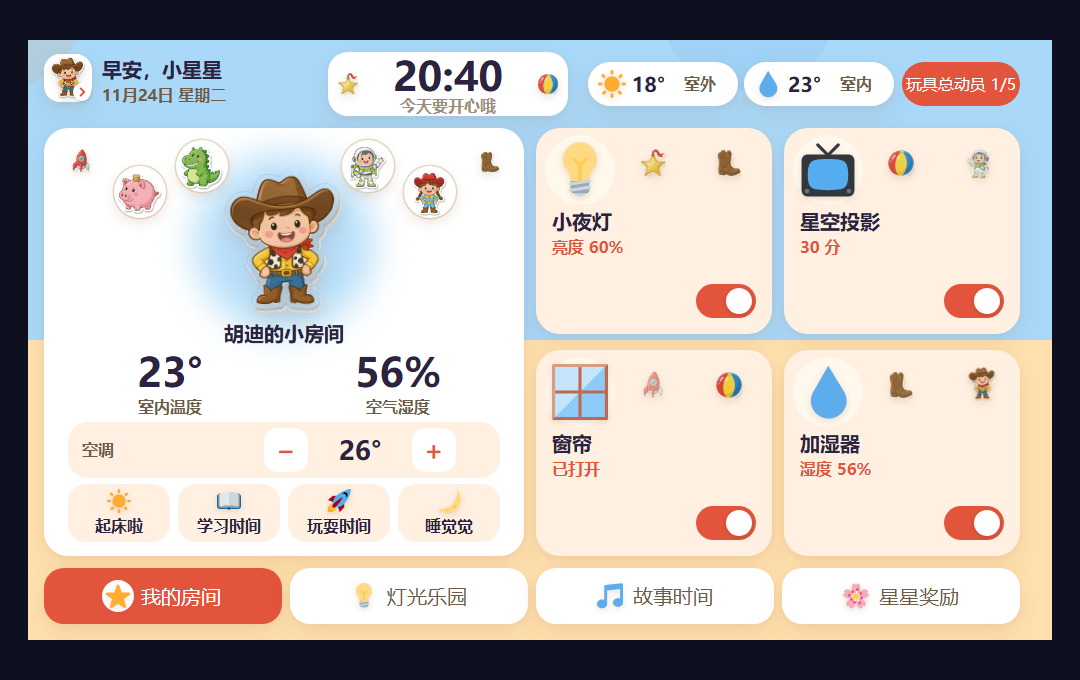 早安，小星星
11月24日 星期二
20:40
今天要开心哦
18° 室外
23° 室内
玩具总动员 1/5
胡迪的小房间
23°
室内温度
56%
空气湿度
空调
− 26° +
起床啦
学习时间
玩耍时间
睡觉觉
小夜灯
亮度 60%
星空投影
30 分
窗帘
已打开
加湿器
湿度 56%
我的房间
灯光乐园
故事时间
星星奖励